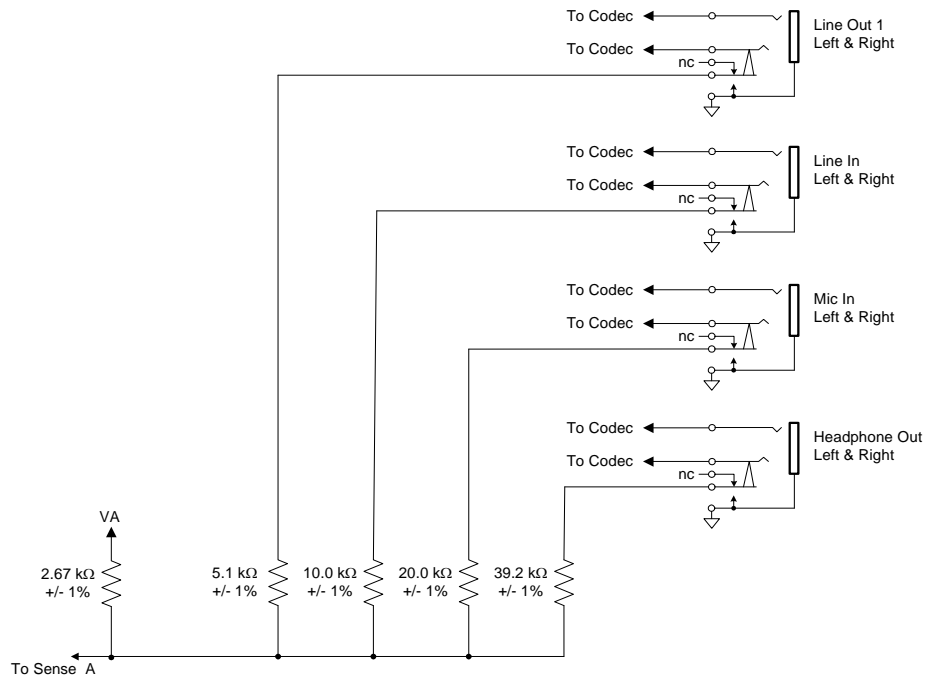 To Codec
Line Out 1
Left & Right
To Codec
nc
To Codec
Line In
Left & Right
To Codec
nc
To Codec
Mic In
Left & Right
To Codec
nc
To Codec
Headphone Out
Left & Right
To Codec
nc
VA
2.67 kΩ
+/- 1%
5.1 kΩ
+/- 1%
10.0 kΩ
+/- 1%
20.0 kΩ
+/- 1%
39.2 kΩ
+/- 1%
To Sense A